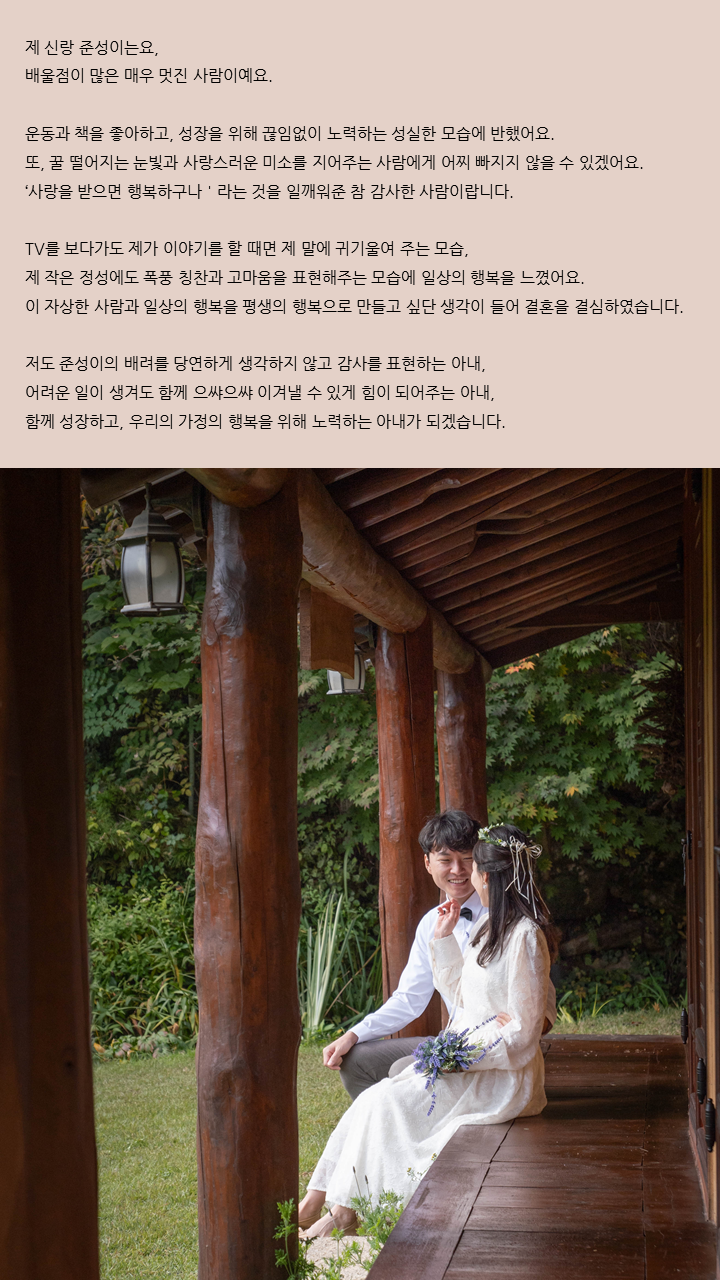 제 신랑 준성이는요,
배울점이 많은 매우 멋진 사람이예요.
운동과 책을 좋아하고, 성장을 위해 끊임없이 노력하는 성실한 모습에 반했어요.
또, 꿀 떨어지는 눈빛과 사랑스러운 미소를 지어주는 사람에게 어찌 빠지지 않을 수 있겠어요.
‘사랑을 받으면 행복하구나 ' 라는 것을 일깨워준 참 감사한 사람이랍니다.
TV를 보다가도 제가 이야기를 할 때면 제 말에 귀기울여 주는 모습,
제 작은 정성에도 폭풍 칭찬과 고마움을 표현해주는 모습에 일상의 행복을 느꼈어요.
이 자상한 사람과 일상의 행복을 평생의 행복으로 만들고 싶단 생각이 들어 결혼을 결심하였습니다.
저도 준성이의 배려를 당연하게 생각하지 않고 감사를 표현하는 아내,
어려운 일이 생겨도 함께 으쌰으쌰 이겨낼 수 있게 힘이 되어주는 아내,
함께 성장하고, 우리의 가정의 행복을 위해 노력하는 아내가 되겠습니다.